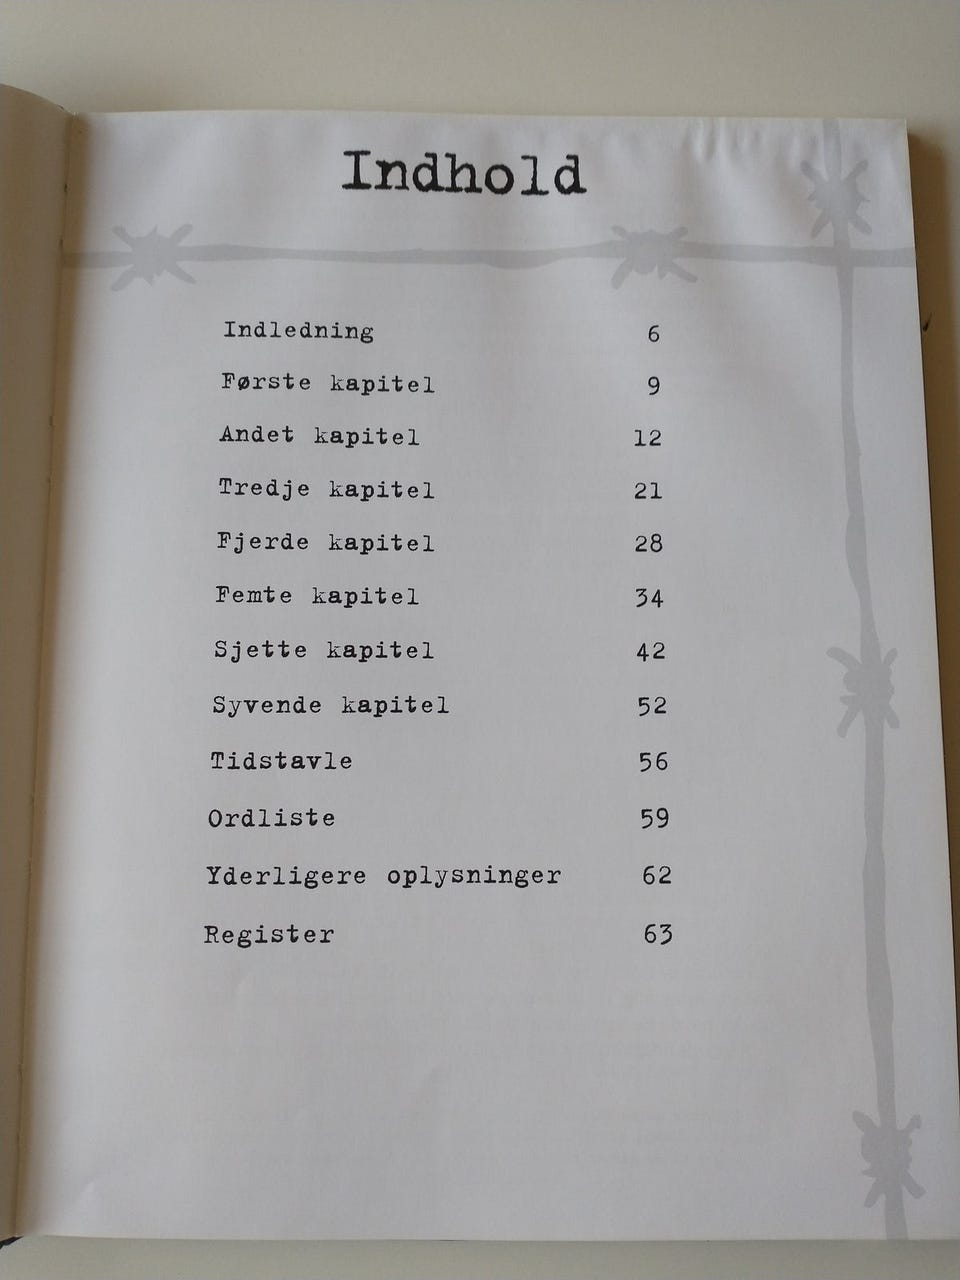 Indhold
Indledning 6
Første kapitel 9
Andet kapitel 12
Tredje kapitel 21
Fjerde kapitel 28
Femte kapitel 34
Sjette kapitel 42
Syvende kapitel 52
Tidstavle 56
Ordliste 59
Yderligere oplysninger 62
Register 63